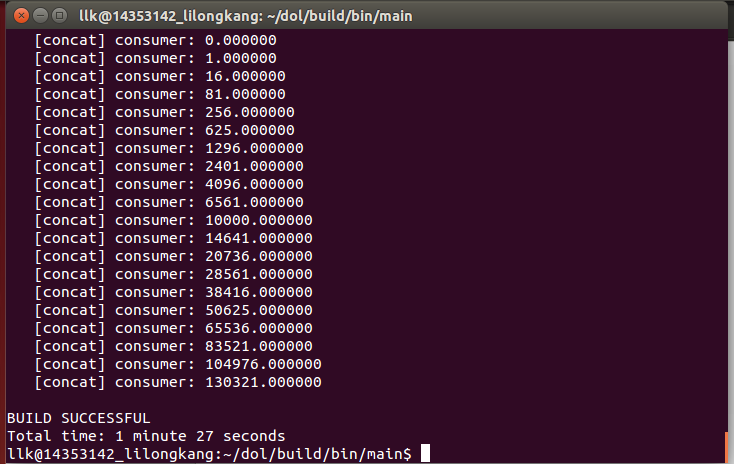 llk@14353142_lilongkang: ~/dol/build/bin/main
[concat] consumer: 0.000000
[concat] consumer: 1.000000
[concat] consumer: 16.000000
[concat] consumer: 81.000000
[concat] consumer: 256.000000
[concat] consumer: 625.000000
[concat] consumer: 1296.000000
[concat] consumer: 2401.000000
[concat] consumer: 4096.000000
[concat] consumer: 6561.000000
[concat] consumer: 10000.000000
[concat] consumer: 14641.000000
[concat] consumer: 20736.000000
[concat] consumer: 28561.000000
[concat] consumer: 38416.000000
[concat] consumer: 50625.000000
[concat] consumer: 65536.000000
[concat] consumer: 83521.000000
[concat] consumer: 104976.000000
[concat] consumer: 130321.000000
BUILD SUCCESSFUL
Total time: 1 minute 27 seconds
llk@14353142_lilongkang:~/dol/build/bin/main$